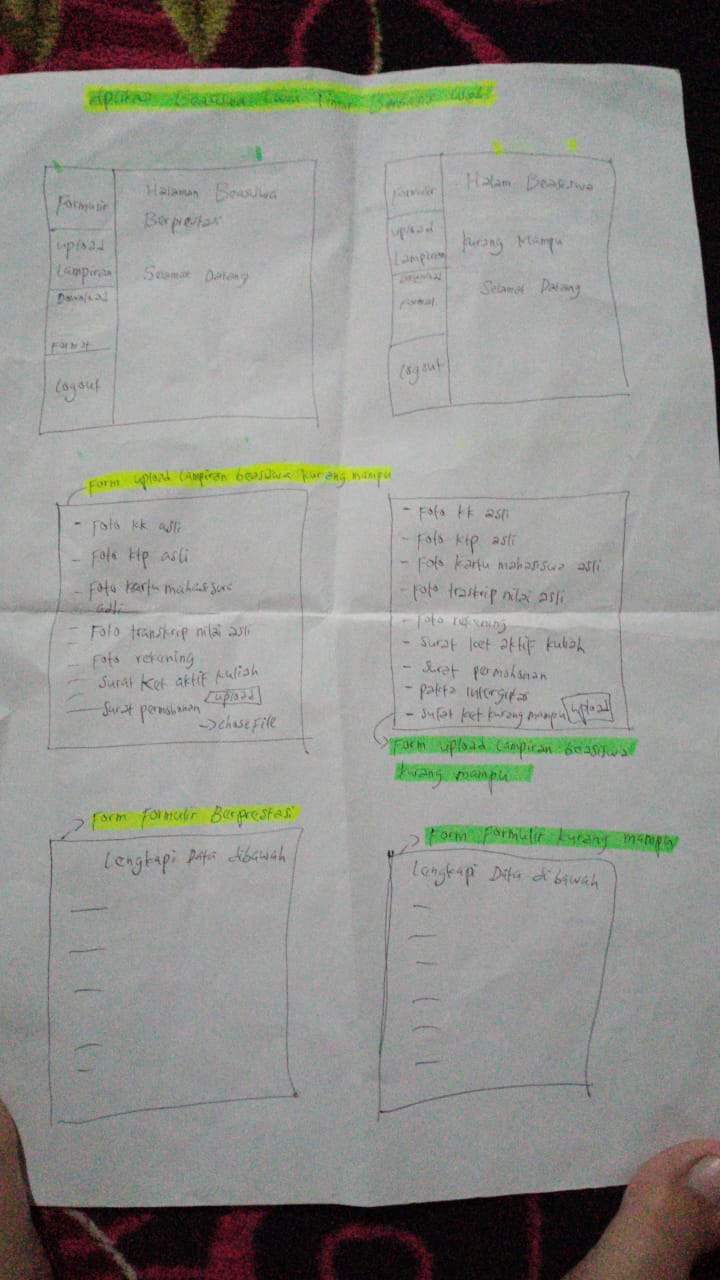 Aplikasi Beasiswa Luwu Timur Berbasis Web
Formulir
Upload
Lampiran
Download
Format
Logout
Halaman Beasiswa
Berprestasi
Selamat Datang
Formulir
Upload
Lampiran
Download
Format
Logout
Halam Beasiswa
Kurang Mampu
Selamat Datang
Form Upload Lampiran beasiswa kurang mampu
- Foto kk asli
- Foto ktp asli
- Foto kartu mahasiswa
asli
- Foto transkrip nilai asli
- Foto rekening
- Surat Ket aktif kuliah
- Surat permohonan
upload
→ chose File
- Foto kk asli
- Foto ktp asli
- Foto kartu mahasiswa asli
- Foto traskrip nilai asli
- Foto rekening
- Surat ket aktif kuliah
- Surat permohonan
- Pakta Intergritas
- Surat ket kurang mampu
upload
Form upload Lampiran beasiswa
kurang mampu
Form Formulir Berprestasi
Lengkapi Data dibawah
Form Formulir kurang mampu
Lengkapi Data dibawah